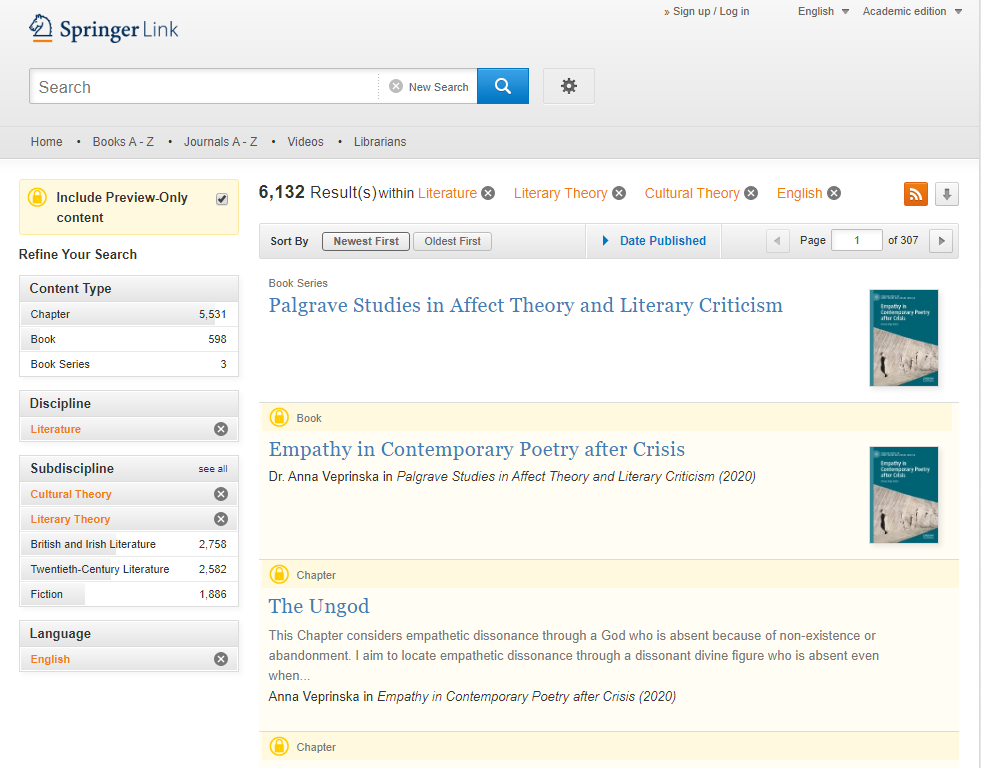 » Sign up / Log in
English
Academic edition
Springer Link
Search
New Search
Home • Books A - Z • Journals A - Z • Videos • Librarians
Include Preview-Only
content
Refine Your Search
Content Type
Chapter 5,531
Book 598
Book Series 3
Discipline
Literature
Subdiscipline see all
Cultural Theory
Literary Theory
British and Irish Literature 2,758
Twentieth-Century Literature 2,582
Fiction 1,886
Language
English
6,132 Result(s) within Literature Literary Theory Cultural Theory English
Sort By Newest First Oldest First Date Published Page 1 of 307
Book Series
Palgrave Studies in Affect Theory and Literary Criticism
Empathy in
Contemporary Poetry
after Crisis
Book
Empathy in Contemporary Poetry after Crisis
Dr. Anna Veprinska in Palgrave Studies in Affect Theory and Literary Criticism (2020)
Empathy in
Contemporary Poetry
after Crisis
Chapter
The Ungod
This Chapter considers empathetic dissonance through a God who is absent because of non-existence or
abandonment. I aim to locate empathetic dissonance through a dissonant divine figure who is absent even
when...
Anna Veprinska in Empathy in Contemporary Poetry after Crisis (2020)
Chapter